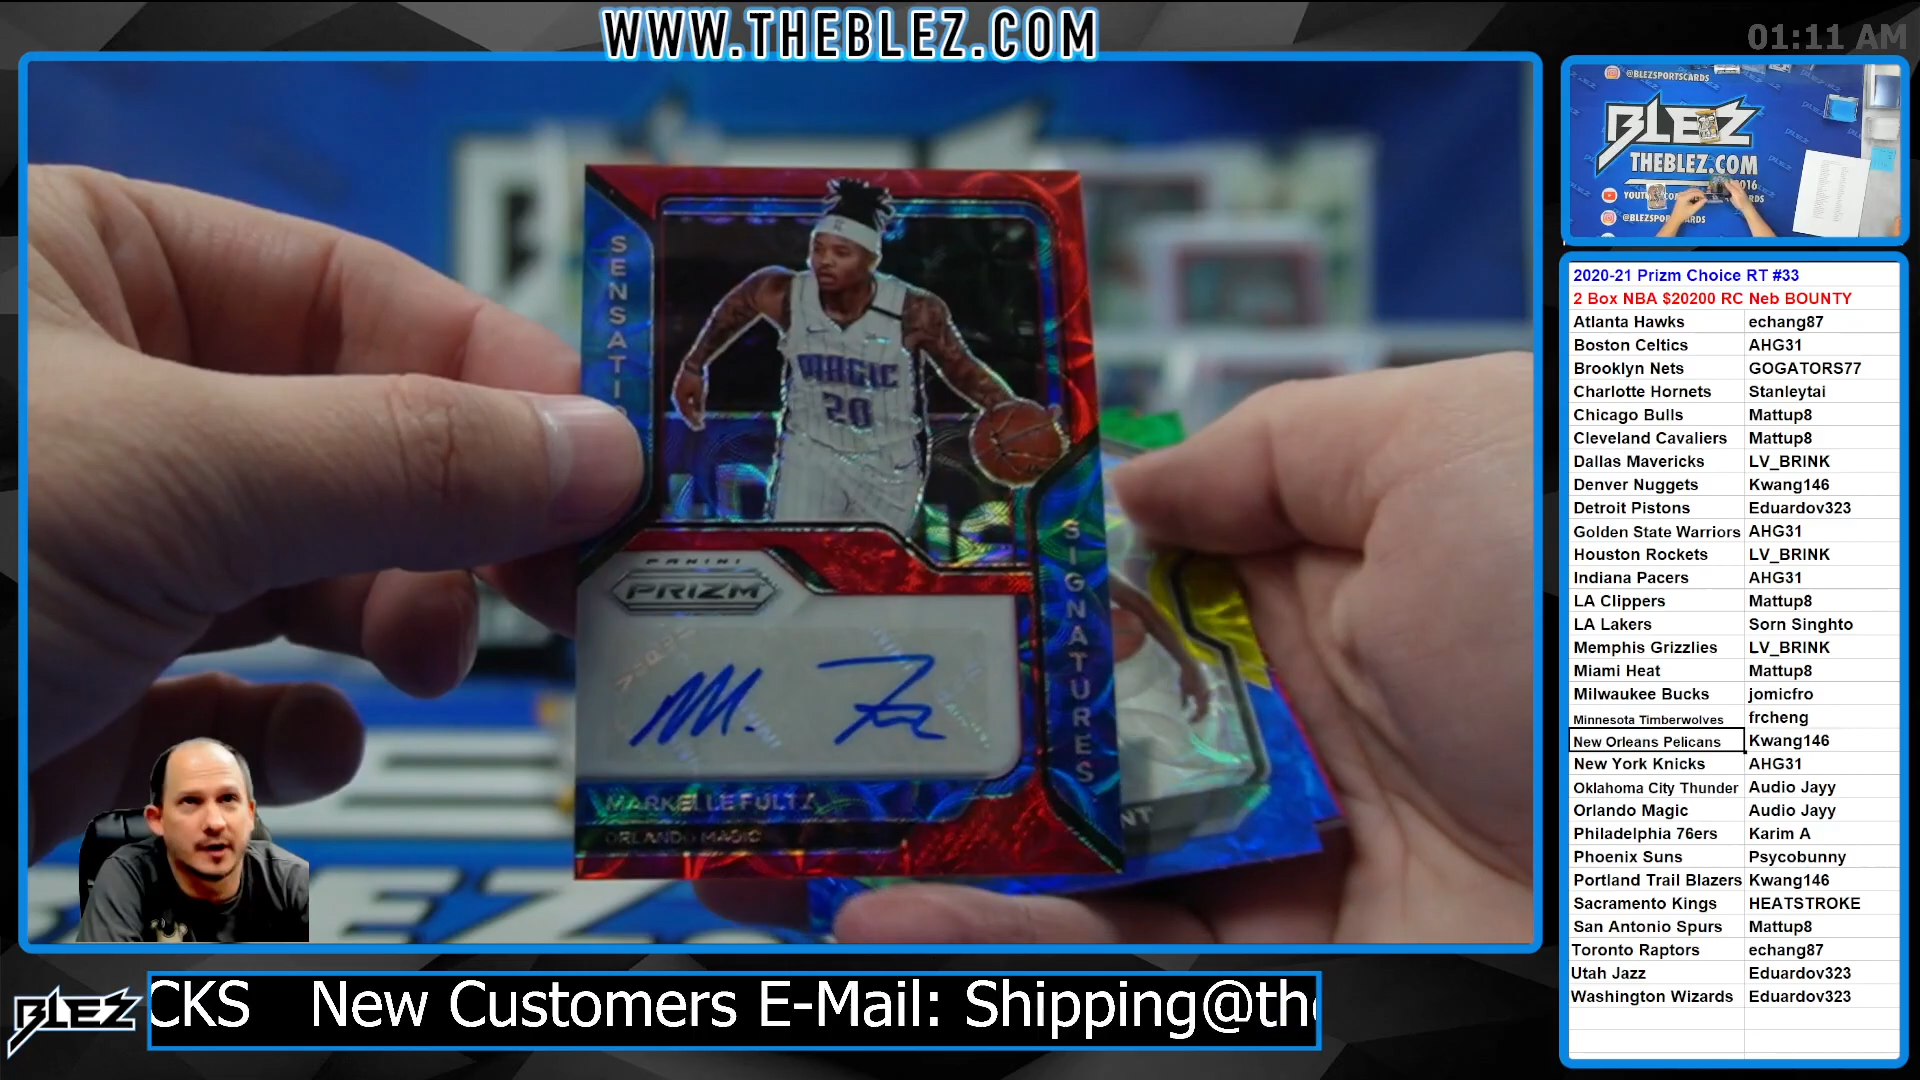 WWW.THEBLEZ.COM
01:11 AM
@BLEZSPORTSCARDS
BLEZ
THEBLEZ.COM
SENSATIO
SIGNATURES
MAGIC
20
PANINI
PRIZM
MARKELLE FULTZ
ORLANDO MAGIC
NT
2020-21 Prizm Choice RT #33
2 Box NBA $20200 RC Neb BOUNTY
Atlanta Hawks echang87
Boston Celtics AHG31
Brooklyn Nets GOGATORS77
Charlotte Hornets Stanleytai
Chicago Bulls Mattup8
Cleveland Cavaliers Mattup8
Dallas Mavericks LV_BRINK
Denver Nuggets Kwang146
Detroit Pistons Eduardov323
Golden State Warriors AHG31
Houston Rockets LV_BRINK
Indiana Pacers AHG31
LA Clippers Mattup8
LA Lakers Sorn Singhto
Memphis Grizzlies LV_BRINK
Miami Heat Mattup8
Milwaukee Bucks jomicfro
Minnesota Timberwolves frcheng
New Orleans Pelicans Kwang146
New York Knicks AHG31
Oklahoma City Thunder Audio Jayy
Orlando Magic Audio Jayy
Philadelphia 76ers Karim A
Phoenix Suns Psycobunny
Portland Trail Blazers Kwang146
Sacramento Kings HEATSTROKE
San Antonio Spurs Mattup8
Toronto Raptors echang87
Utah Jazz Eduardov323
Washington Wizards Eduardov323
BLEZ
CKS New Customers E-Mail: Shipping@the